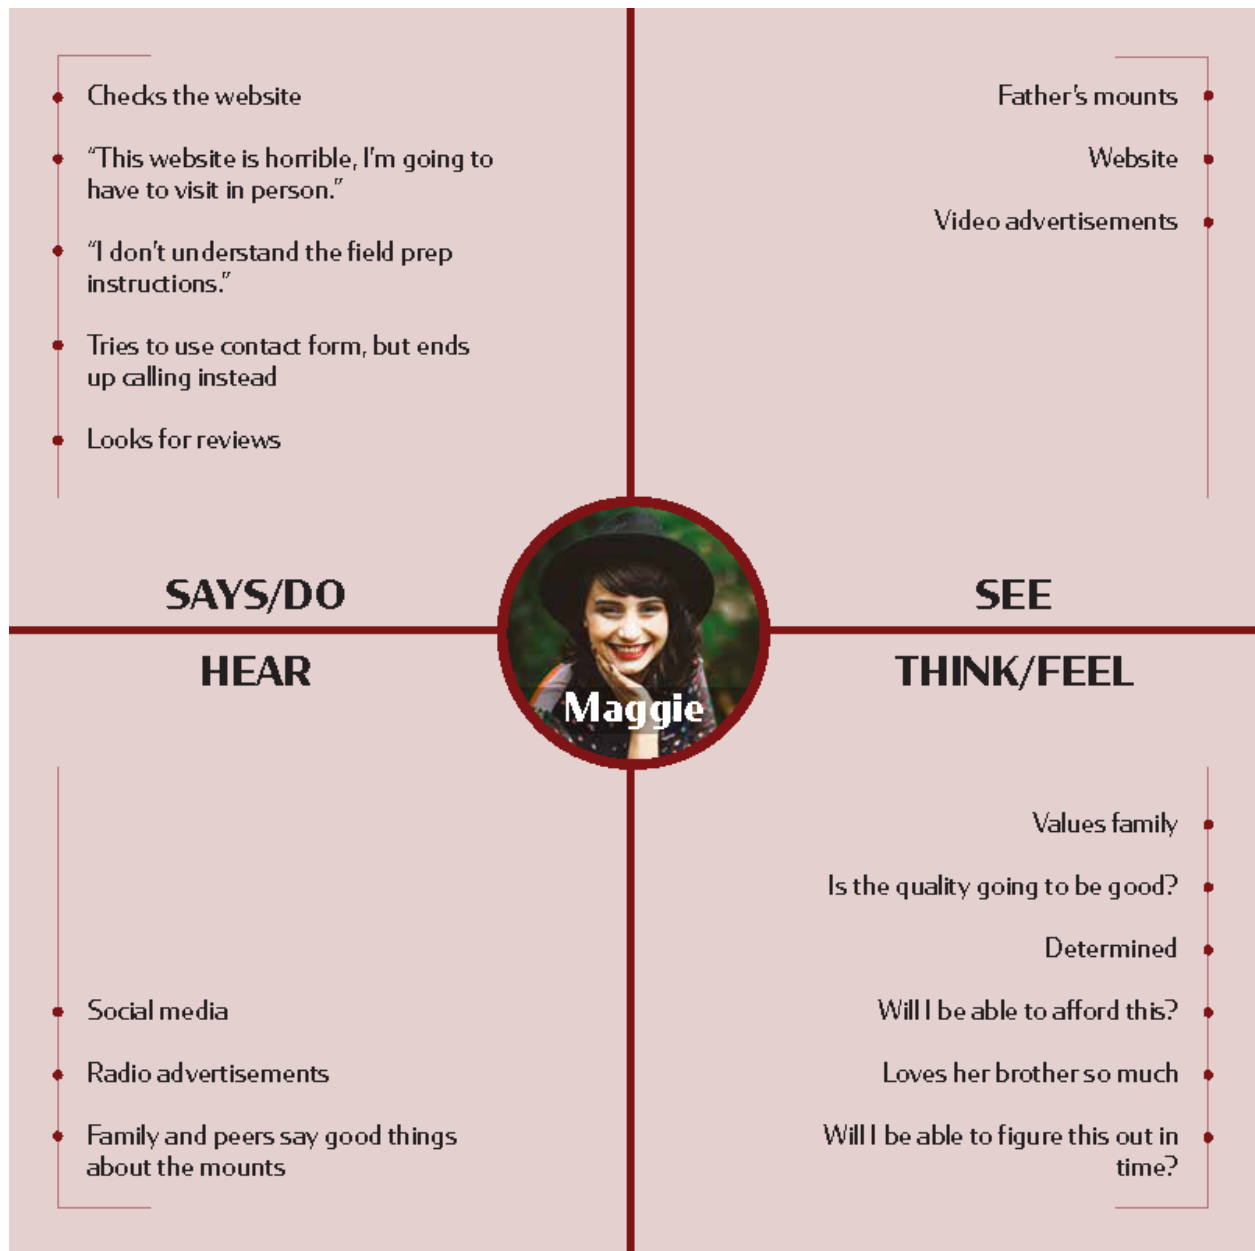 Checks the website
“This website is horrible, I’m going to
have to visit in person.”
“I don’t understand the field prep
instructions.”
Tries to use contact form, but ends
up calling instead
Looks for reviews
SAYS/DO
Father’s mounts
Website
Video advertisements
SEE
Maggie
HEAR
Social media
Radio advertisements
Family and peers say good things
about the mounts
THINK/FEEL
Values family
Is the quality going to be good?
Determined
Will I be able to afford this?
Loves her brother so much
Will I be able to figure this out in
time?